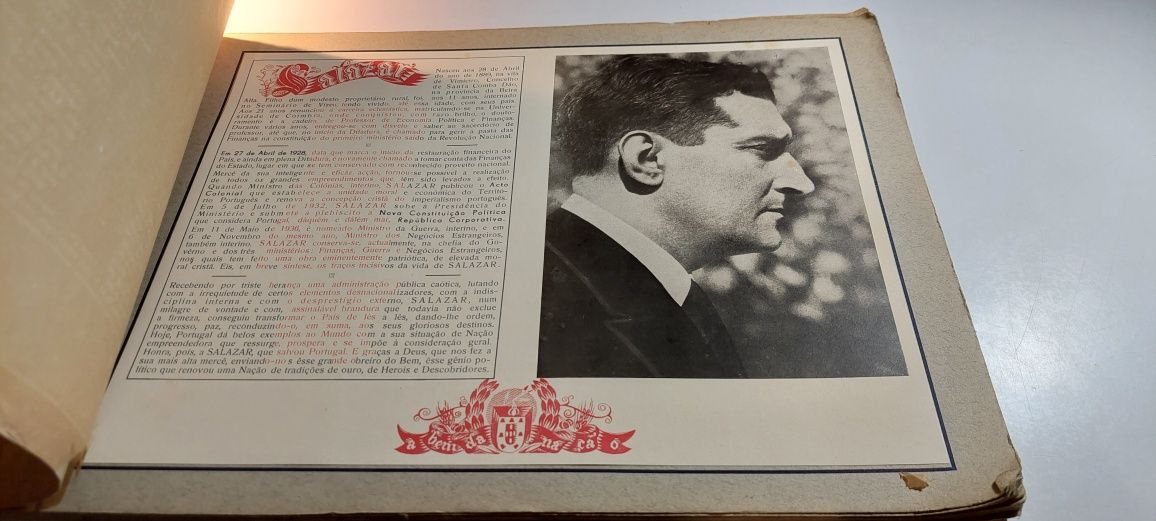 Salazar
Nasceu aos 28 de Abril
do ano de 1889, na vila
de Vimieiro, Concelho
de Santa Comba Dão,
na província da Beira
Alta. Filho dum modesto proprietário rural, foi, aos 11 anos, internado
no Seminário de Viseu tendo vivido, até essa idade, com seus pais.
Aos 21 anos renunciou à carreira eclesiástica, matriculando-se na Univer-
sidade de Coimbra, onde conquistou, com raro brilho, o douto-
ramento e a cadeira de Professor de Economia Política e Finanças.
Durante vários anos, entregou-se com devoção e saber ao sacerdócio de
professor, até que, no início da Ditadura, é chamado para gerir a pasta das
Finanças na constituição do primeiro ministério saído da Revolução Nacional.
Em 27 de Abril de 1928, data que marca o início da restauração financeira do
País, e ainda em plena Ditadura, é novamente chamado a tomar conta das Finanças
do Estado, lugar em que se tem conservado com reconhecido proveito nacional.
Mercê da sua inteligente e eficaz acção, tornou-se possível a realização
de todos os grandes empreendimentos que têm sido levados a efeito.
Quando Ministro das Colónias, interino, SALAZAR publicou o Acto
Colonial que estabelece a unidade moral e económica do Territó-
rio Português e renova a concepção cristã do imperialismo português.
Em 5 de Julho de 1932, SALAZAR sobe à Presidência do
Ministério e submete a plebiscito a Nova Constituição Política
que considera Portugal, daquém e dalém mar, República Corporativa.
Em 11 de Maio de 1936, é nomeado Ministro da Guerra, interino, e em
6 de Novembro do mesmo ano, Ministro dos Negócios Estrangeiros,
também interino. SALAZAR conserva-se, actualmente, na chefia do Go-
vêrno e dos três ministérios: Finanças, Guerra e Negócios Estrangeiros,
nos quais tem feito uma obra eminentemente patriótica, de elevada mo-
ral cristã. Eis, em breve síntese, os traços incisivos da vida de SALAZAR.
Recebendo por triste herança uma administração pública caótica, lutando
com a irrequietude de certos elementos desnacionalizadores, com a indis-
ciplina interna e com o desprestígio externo, SALAZAR, num
milagre de vontade e com, assinalável brandura que todavia não exclue
a firmeza, conseguiu transformar o País de lés a lés, dando-lhe ordem,
progresso, paz, reconduzindo-o, em suma, aos seus gloriosos destinos.
Hoje, Portugal dá belos exemplos ao Mundo com a sua situação de Nação
empreendedora que ressurge, prospera e se impõe à consideração geral.
Honra, pois, a SALAZAR, que salvou Portugal. E graças a Deus, que nos fez a
sua mais alta mercê, enviando-no s êsse grande obreiro do Bem, êsse génio po-
lítico que renovou uma Nação de tradições de ouro, de Herois e Descobridores.
a bem da nação